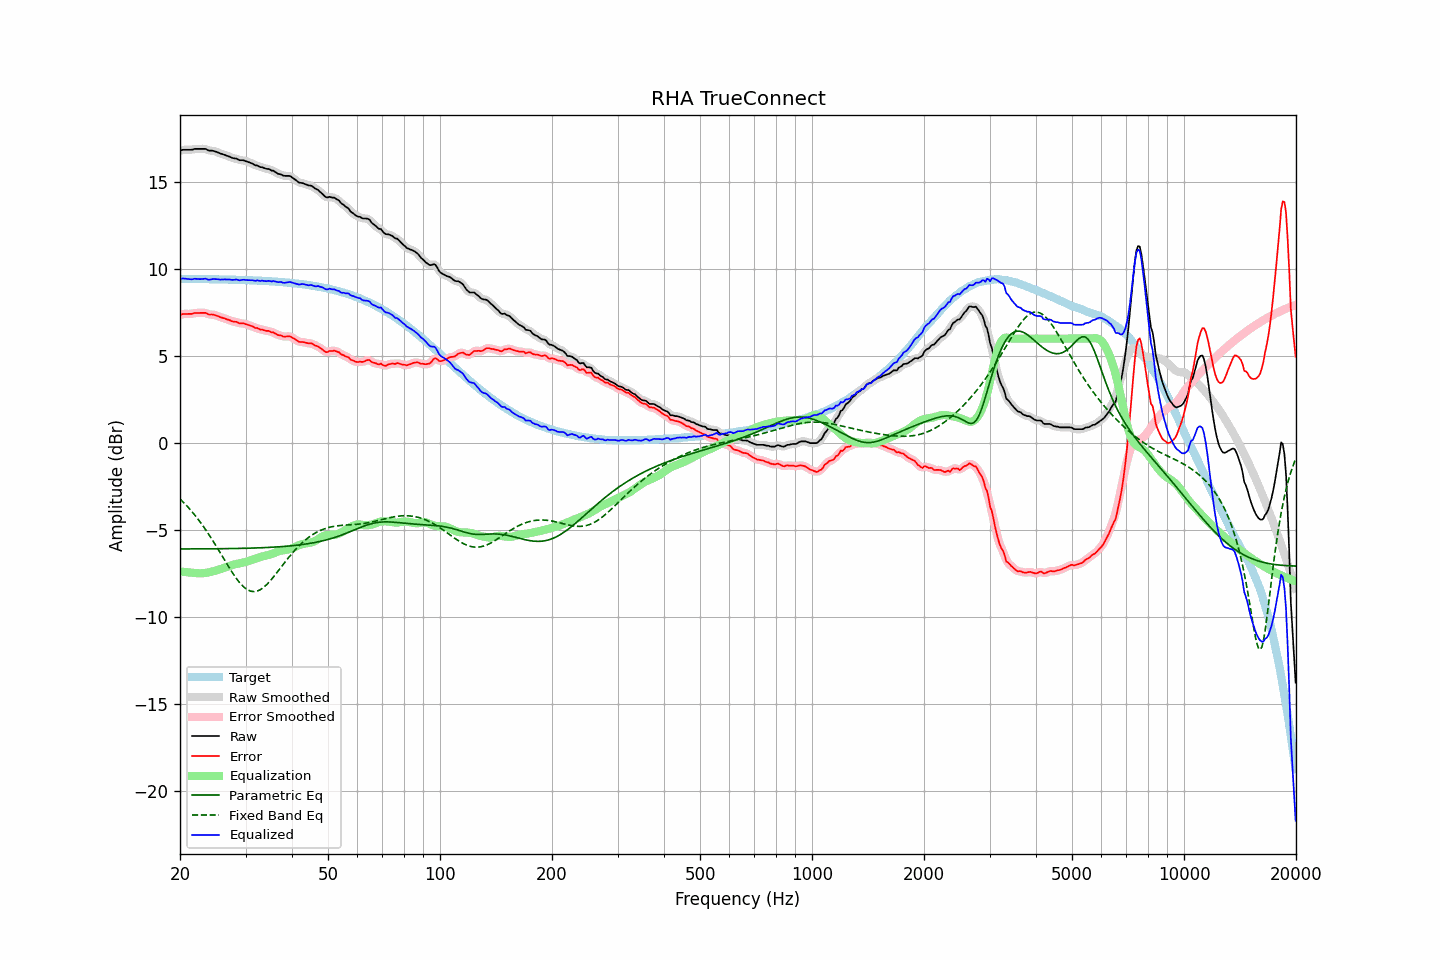 RHA TrueConnect
Amplitude (dBr)
15
10
5
0
−5
−10
−15
−20
Target
Raw Smoothed
Error Smoothed
Raw
Error
Equalization
Parametric Eq
Fixed Band Eq
Equalized
20 50 100 200 500 1000 2000 5000 10000 20000
Frequency (Hz)